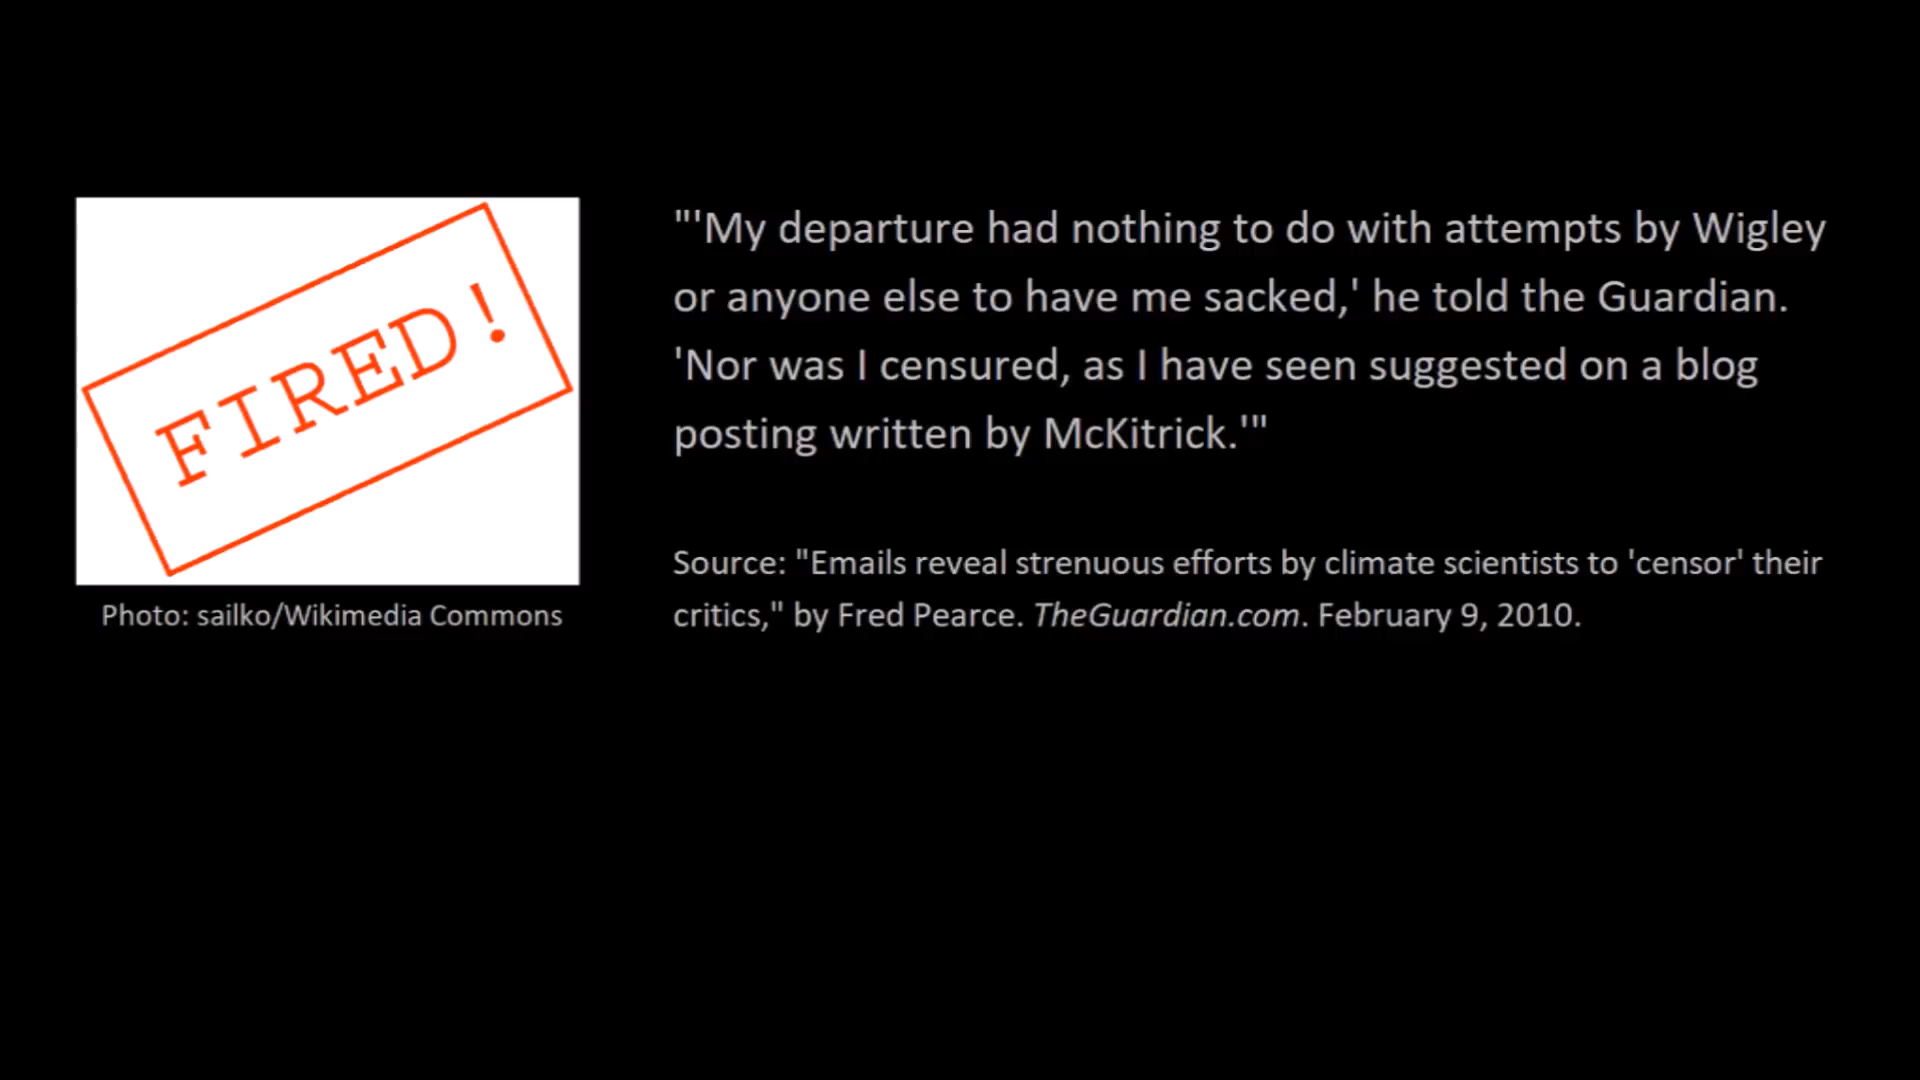 FIRED!
Photo: sailko/Wikimedia Commons
"'My departure had nothing to do with attempts by Wigley
or anyone else to have me sacked,' he told the Guardian.
'Nor was I censured, as I have seen suggested on a blog
posting written by McKitrick.'"
Source: "Emails reveal strenuous efforts by climate scientists to 'censor' their
critics," by Fred Pearce. TheGuardian.com. February 9, 2010.